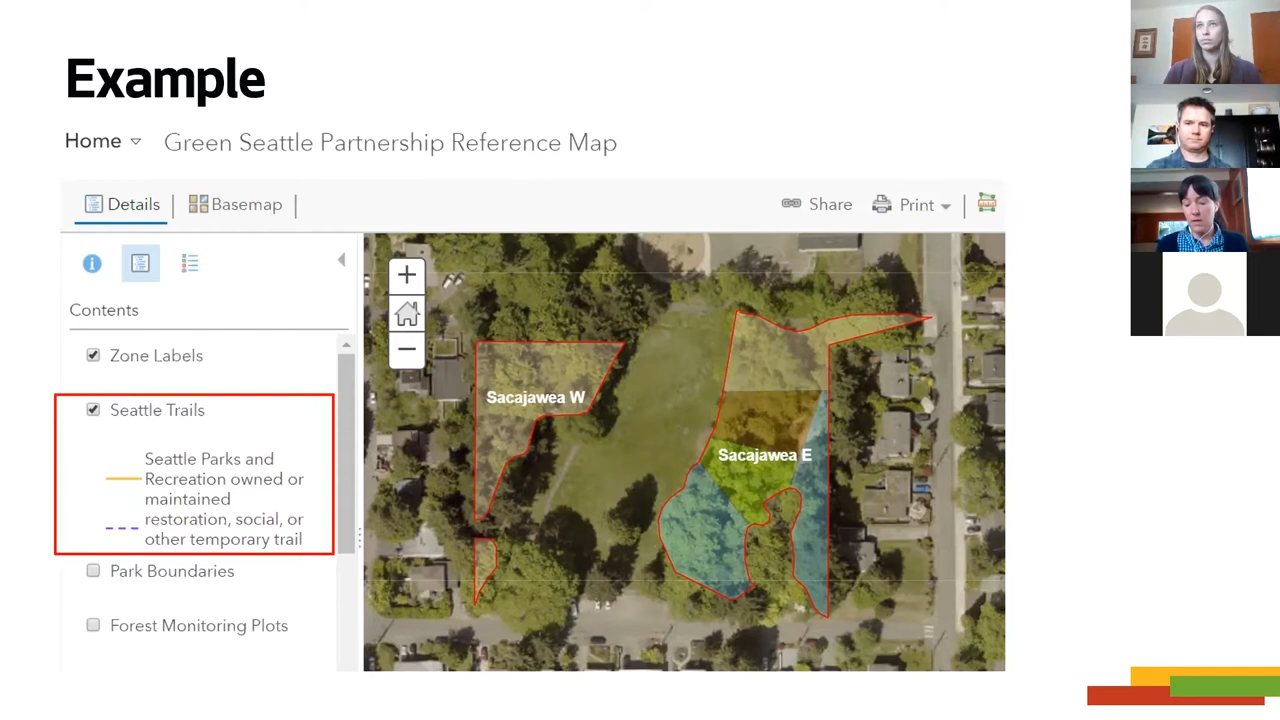 Example
Home Green Seattle Partnership Reference Map
Details Basemap Share Print
Contents
Zone Labels
Seattle Trails
Seattle Parks and
Recreation owned or
maintained
restoration, social, or
other temporary trail
Park Boundaries
Forest Monitoring Plots
Sacajawea W
Sacajawea E